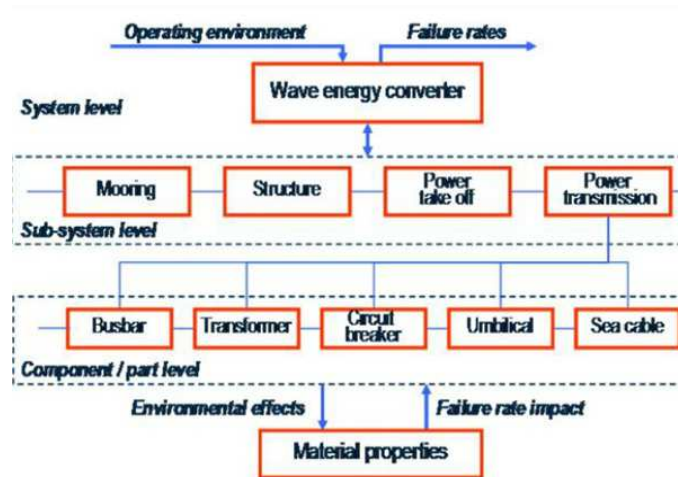 Operating environment
Failure rates
Wave energy converter
System level
Mooring
Structure
Power
take off
Power
transmission
Sub-system level
Busbar
Transformer
Circuit
breaker
Umbilical
Sea cable
Component / part level
Environmental effects
Failure rate impact
Material properties